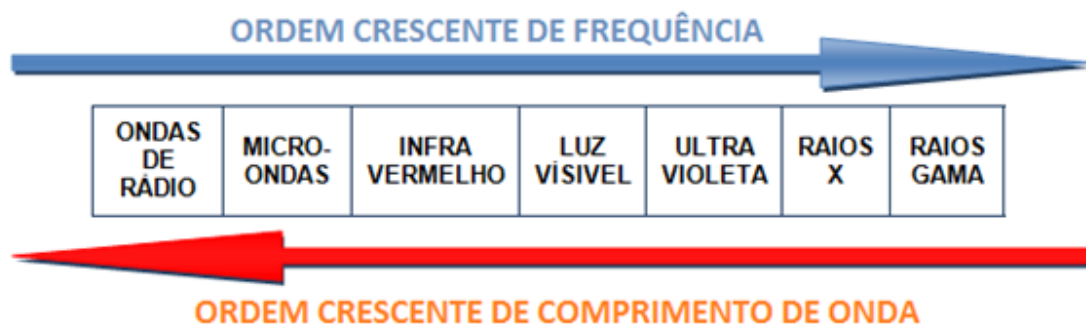 ORDEM CRESCENTE DE FREQUÊNCIA
ONDAS
DE
RÁDIO
MICRO-
ONDAS
INFRA
VERMELHO
LUZ
VÍSIVEL
ULTRA
VIOLETA
RAIOS
X
RAIOS
GAMA
ORDEM CRESCENTE DE COMPRIMENTO DE ONDA